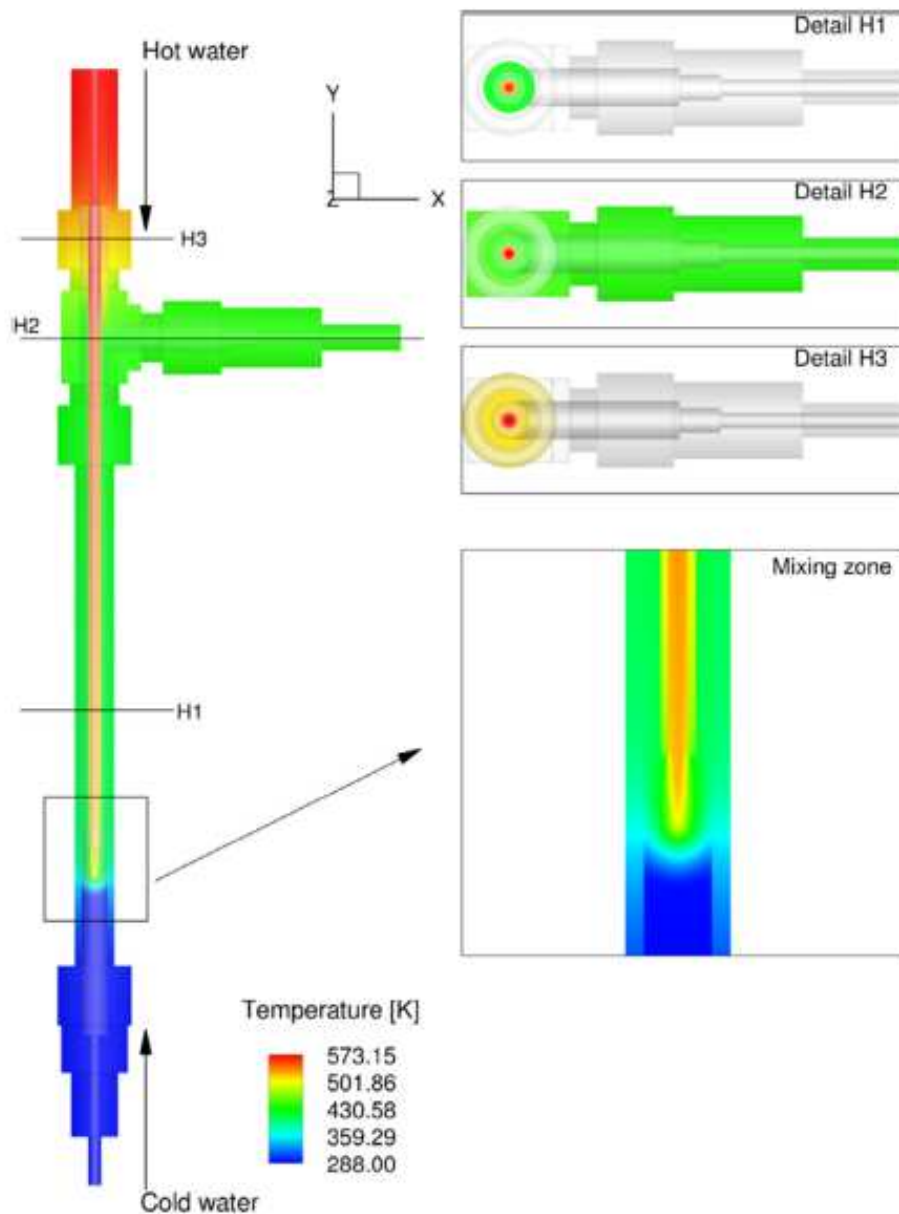 Hot water
H3
H2
H1
Cold water
Y
Z
X
Detail H1
Detail H2
Detail H3
Mixing zone
Temperature [K]
573.15
501.86
430.58
359.29
288.00